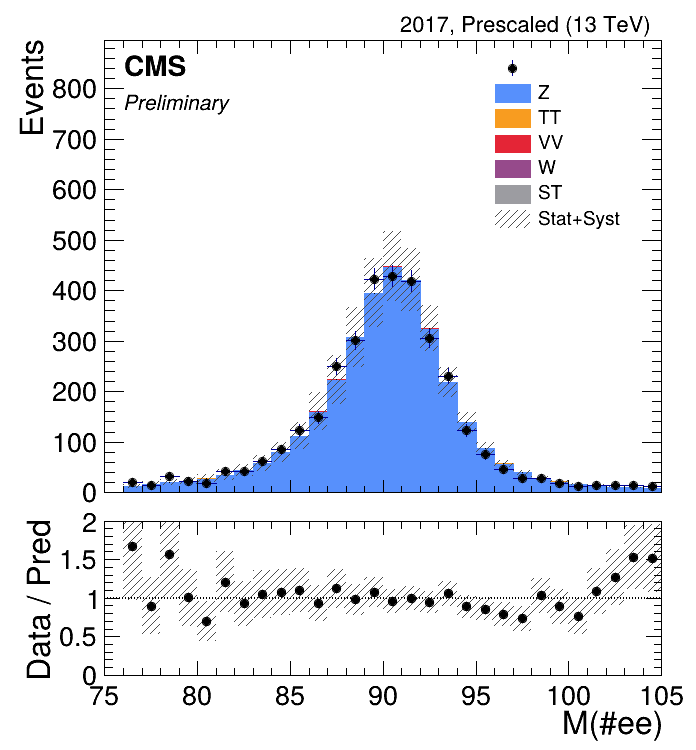 2017, Prescaled (13 TeV)
CMS
Preliminary
Z
TT
VV
W
ST
Stat+Syst
Events
800
700
600
500
400
300
200
100
0
Data / Pred
2
1.5
1
0.5
0
75
80
85
90
95
100
105
M(#ee)